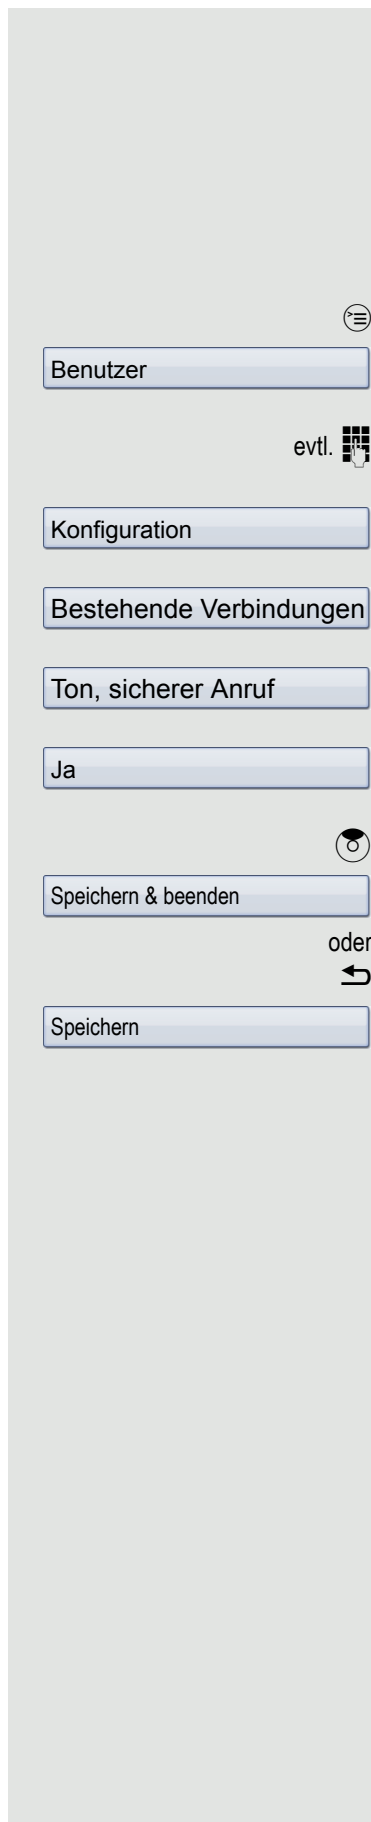 Benutzer
evtl.
Konfiguration
Bestehende Verbindungen
Ton, sicherer Anruf
Ja
Speichern & beenden
oder
Speichern